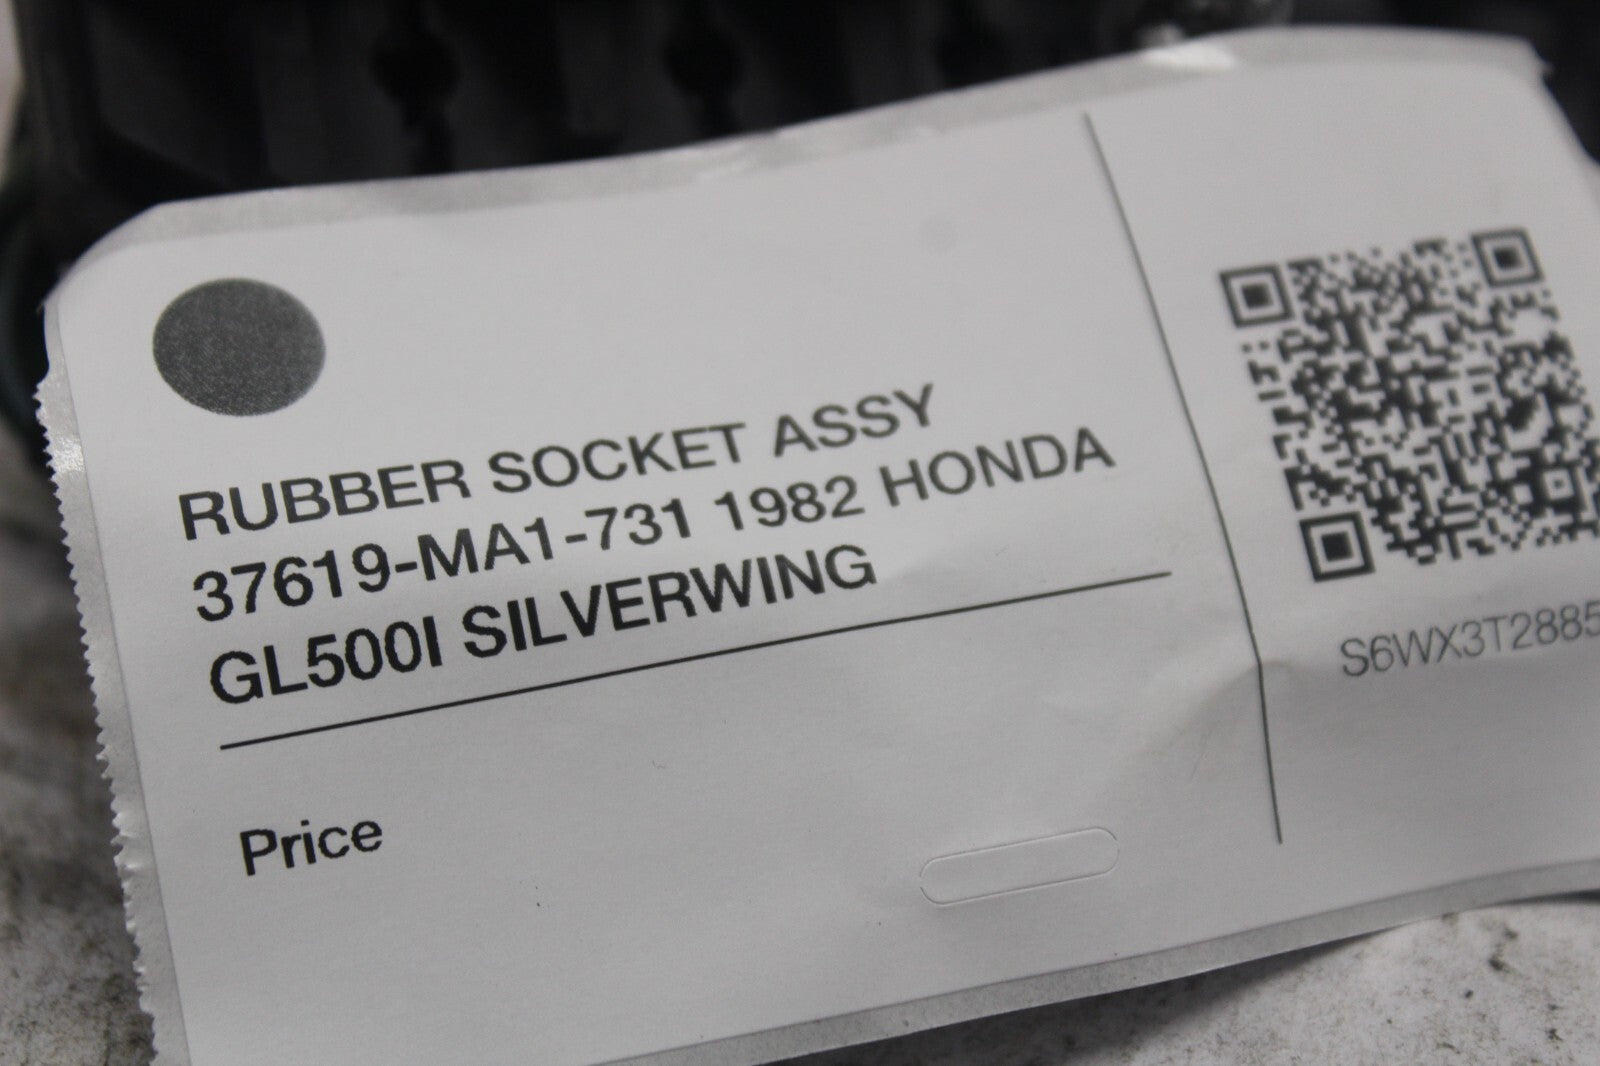 RUBBER SOCKET ASSY
37619-MA1-731 1982 HONDA
GL500I SILVERWING
Price
S6WX3T2885